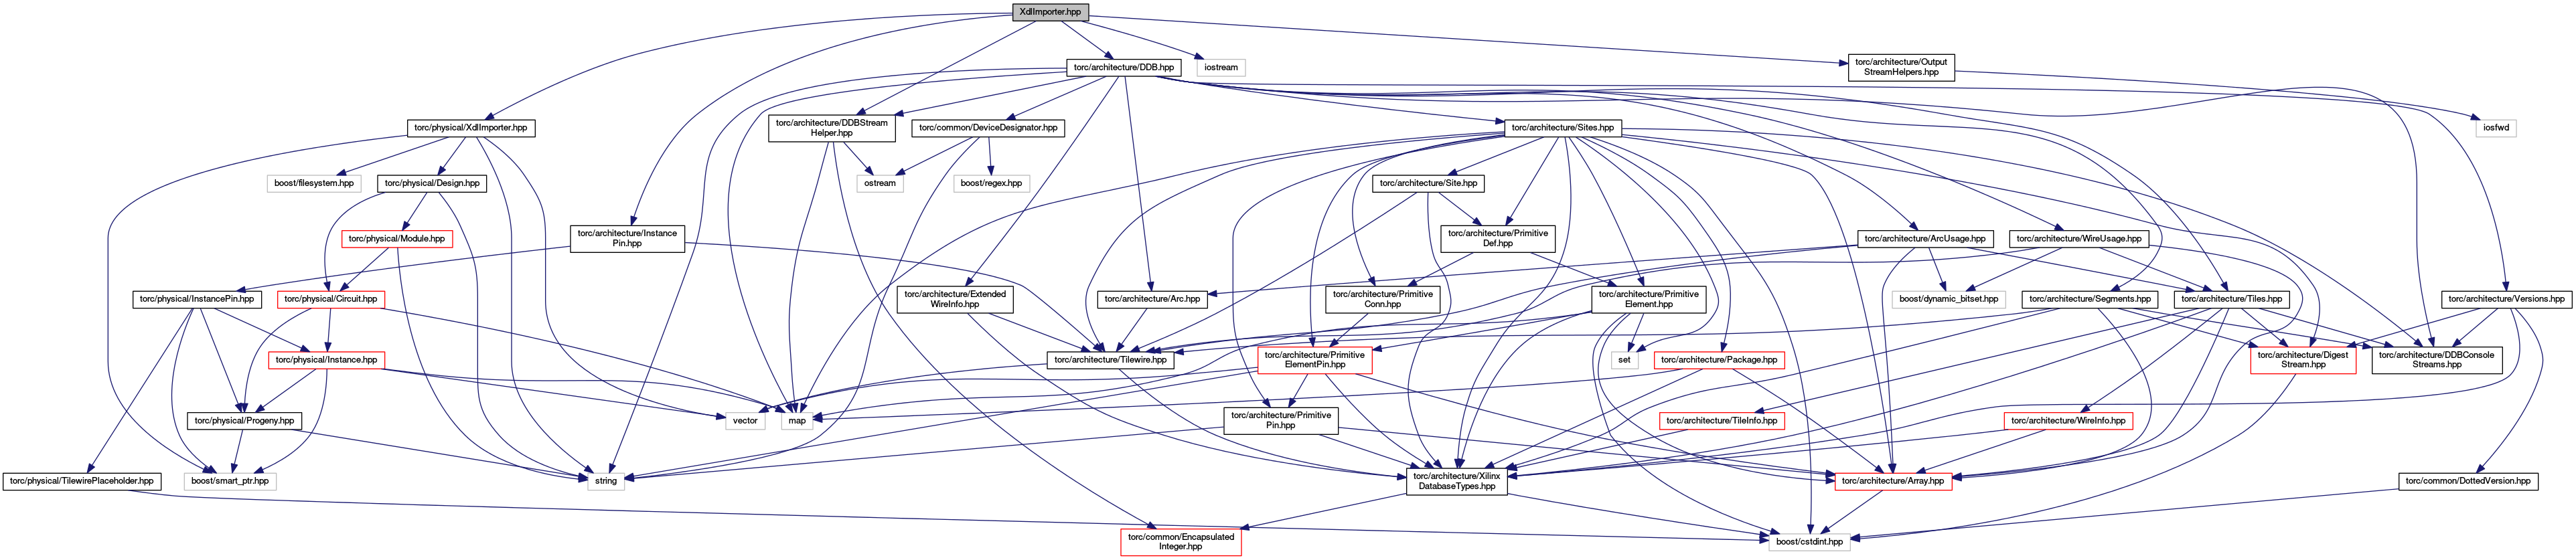 XdlImporter.hpp
torc/architecture/DDB.hpp
iostream
torc/architecture/Output
StreamHelpers.hpp
torc/physical/XdlImporter.hpp
torc/architecture/DDBStream
Helper.hpp
torc/common/DeviceDesignator.hpp
torc/architecture/Sites.hpp
iosfwd
boost/filesystem.hpp
torc/physical/Design.hpp
ostream
boost/regex.hpp
torc/architecture/Site.hpp
torc/physical/Module.hpp
torc/architecture/Instance
Pin.hpp
torc/architecture/Primitive
Def.hpp
torc/architecture/ArcUsage.hpp
torc/architecture/WireUsage.hpp
torc/physical/InstancePin.hpp
torc/physical/Circuit.hpp
torc/architecture/Extended
WireInfo.hpp
torc/architecture/Arc.hpp
torc/architecture/Primitive
Conn.hpp
torc/architecture/Primitive
Element.hpp
boost/dynamic_bitset.hpp
torc/architecture/Segments.hpp
torc/architecture/Tiles.hpp
torc/architecture/Versions.hpp
torc/physical/Instance.hpp
torc/architecture/Tilewire.hpp
torc/architecture/Primitive
ElementPin.hpp
set
torc/architecture/Package.hpp
torc/architecture/Digest
Stream.hpp
torc/architecture/DDBConsole
Streams.hpp
torc/physical/Progeny.hpp
vector
map
torc/architecture/Primitive
Pin.hpp
torc/architecture/TileInfo.hpp
torc/architecture/WireInfo.hpp
torc/physical/TilewirePlaceholder.hpp
boost/smart_ptr.hpp
string
torc/architecture/Xilinx
DatabaseTypes.hpp
torc/architecture/Array.hpp
torc/common/DottedVersion.hpp
torc/common/Encapsulated
Integer.hpp
boost/cstdint.hpp